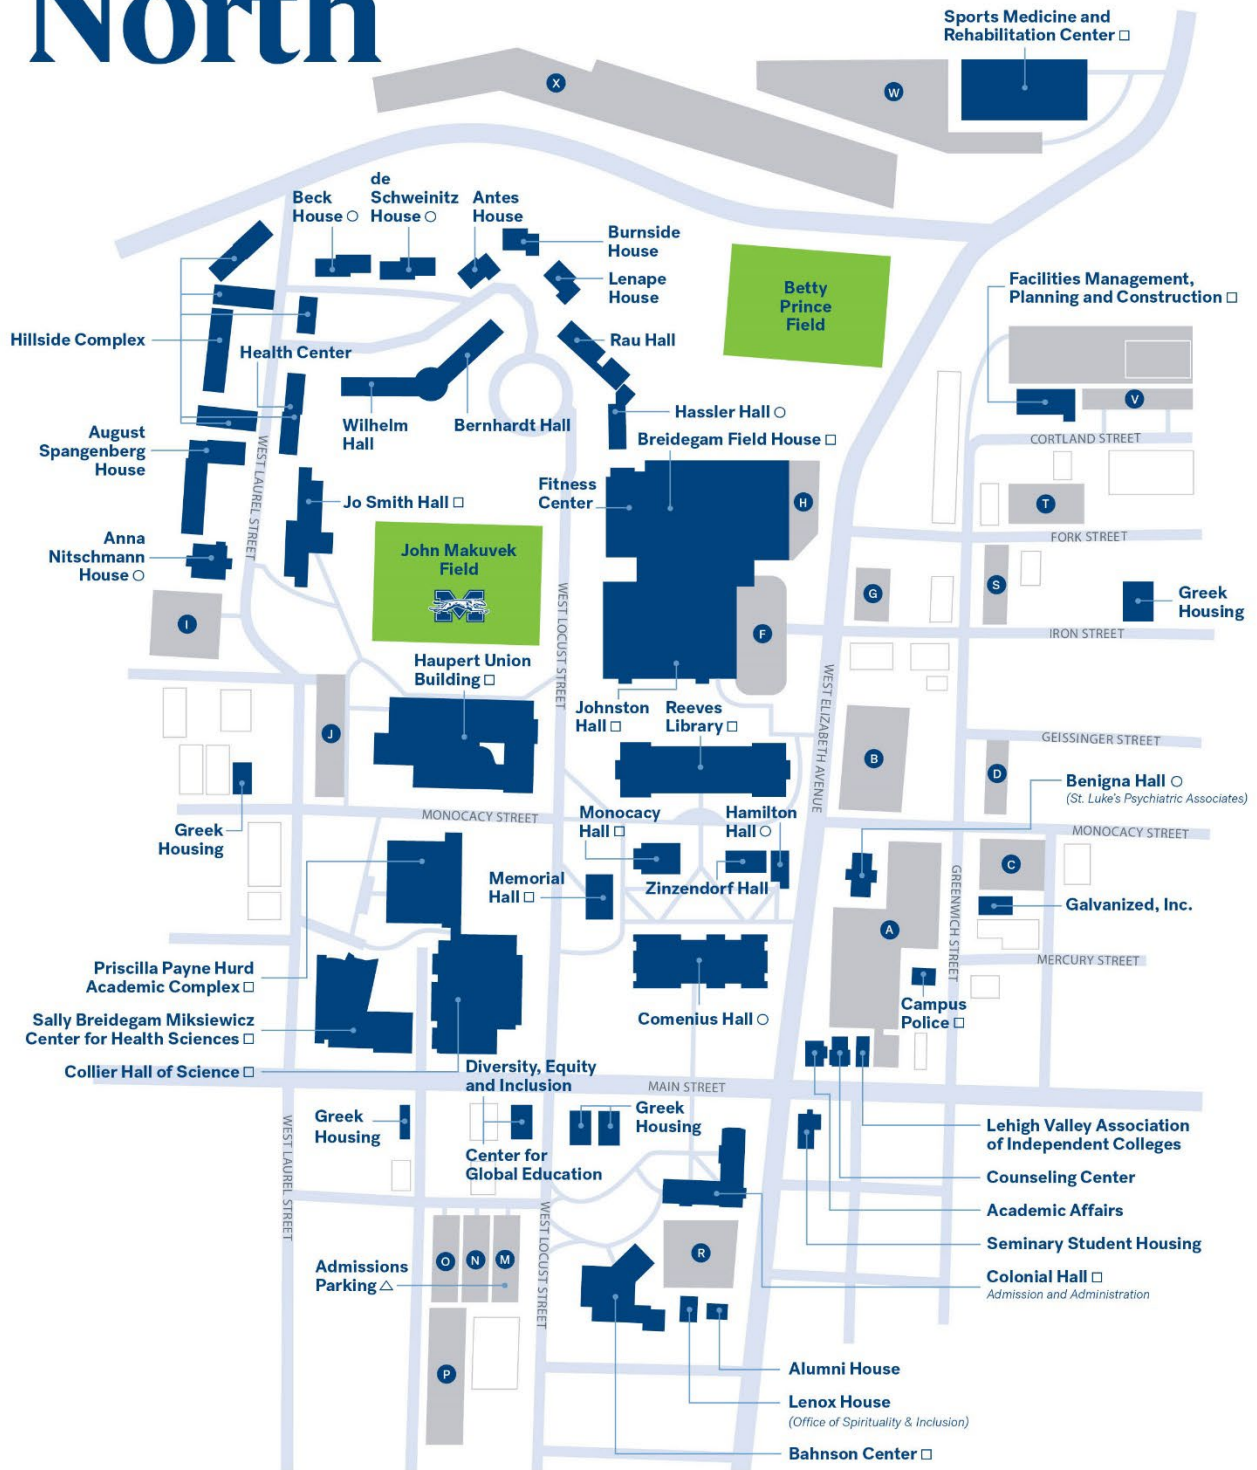 North
Sports Medicine and
Rehabilitation Center □
X
W
de
Schweinitz
House ○
Beck
House ○
Antes
House
Burnside
House
Lenape
House
Betty
Prince
Field
Facilities Management,
Planning and Construction □
Hillside Complex
Health Center
Rau Hall
V
Wilhelm
Hall
Bernhardt Hall
Hassler Hall ○
Breidegam Field House □
CORTLAND STREET
August
Spangenberg
House
WEST LAUREL STREET
Jo Smith Hall □
Fitness
Center
H
T
FORK STREET
Anna
Nitschmann
House ○
John Makuvek
Field
M
WEST LOCUST STREET
G
S
Greek
Housing
I
F
IRON STREET
Haupert Union
Building □
Johnston
Hall □
Reeves
Library □
WEST ELIZABETH AVENUE
J
B
GEISSINGER STREET
D
Benigna Hall ○
(St. Luke's Psychiatric Associates)
Greek
Housing
MONOCACY STREET
Monocacy
Hall □
Hamilton
Hall ○
MONOCACY STREET
Memorial
Hall □
Zinzendorf Hall
C
GREENWICH STREET
Galvanized, Inc.
A
Priscilla Payne Hurd
Academic Complex □
MERCURY STREET
Sally Breidegam Miksiewicz
Center for Health Sciences □
Comenius Hall ○
Campus
Police □
Collier Hall of Science □
Diversity, Equity
and Inclusion
MAIN STREET
Greek
Housing
Greek
Housing
WEST LAUREL STREET
Center for
Global Education
Lehigh Valley Association
of Independent Colleges
Counseling Center
Academic Affairs
Seminary Student Housing
WEST LOCUST STREET
Admissions
Parking △
O
N
M
R
Colonial Hall □
Admission and Administration
P
Alumni House
Lenox House
(Office of Spirituality & Inclusion)
Bahnson Center □